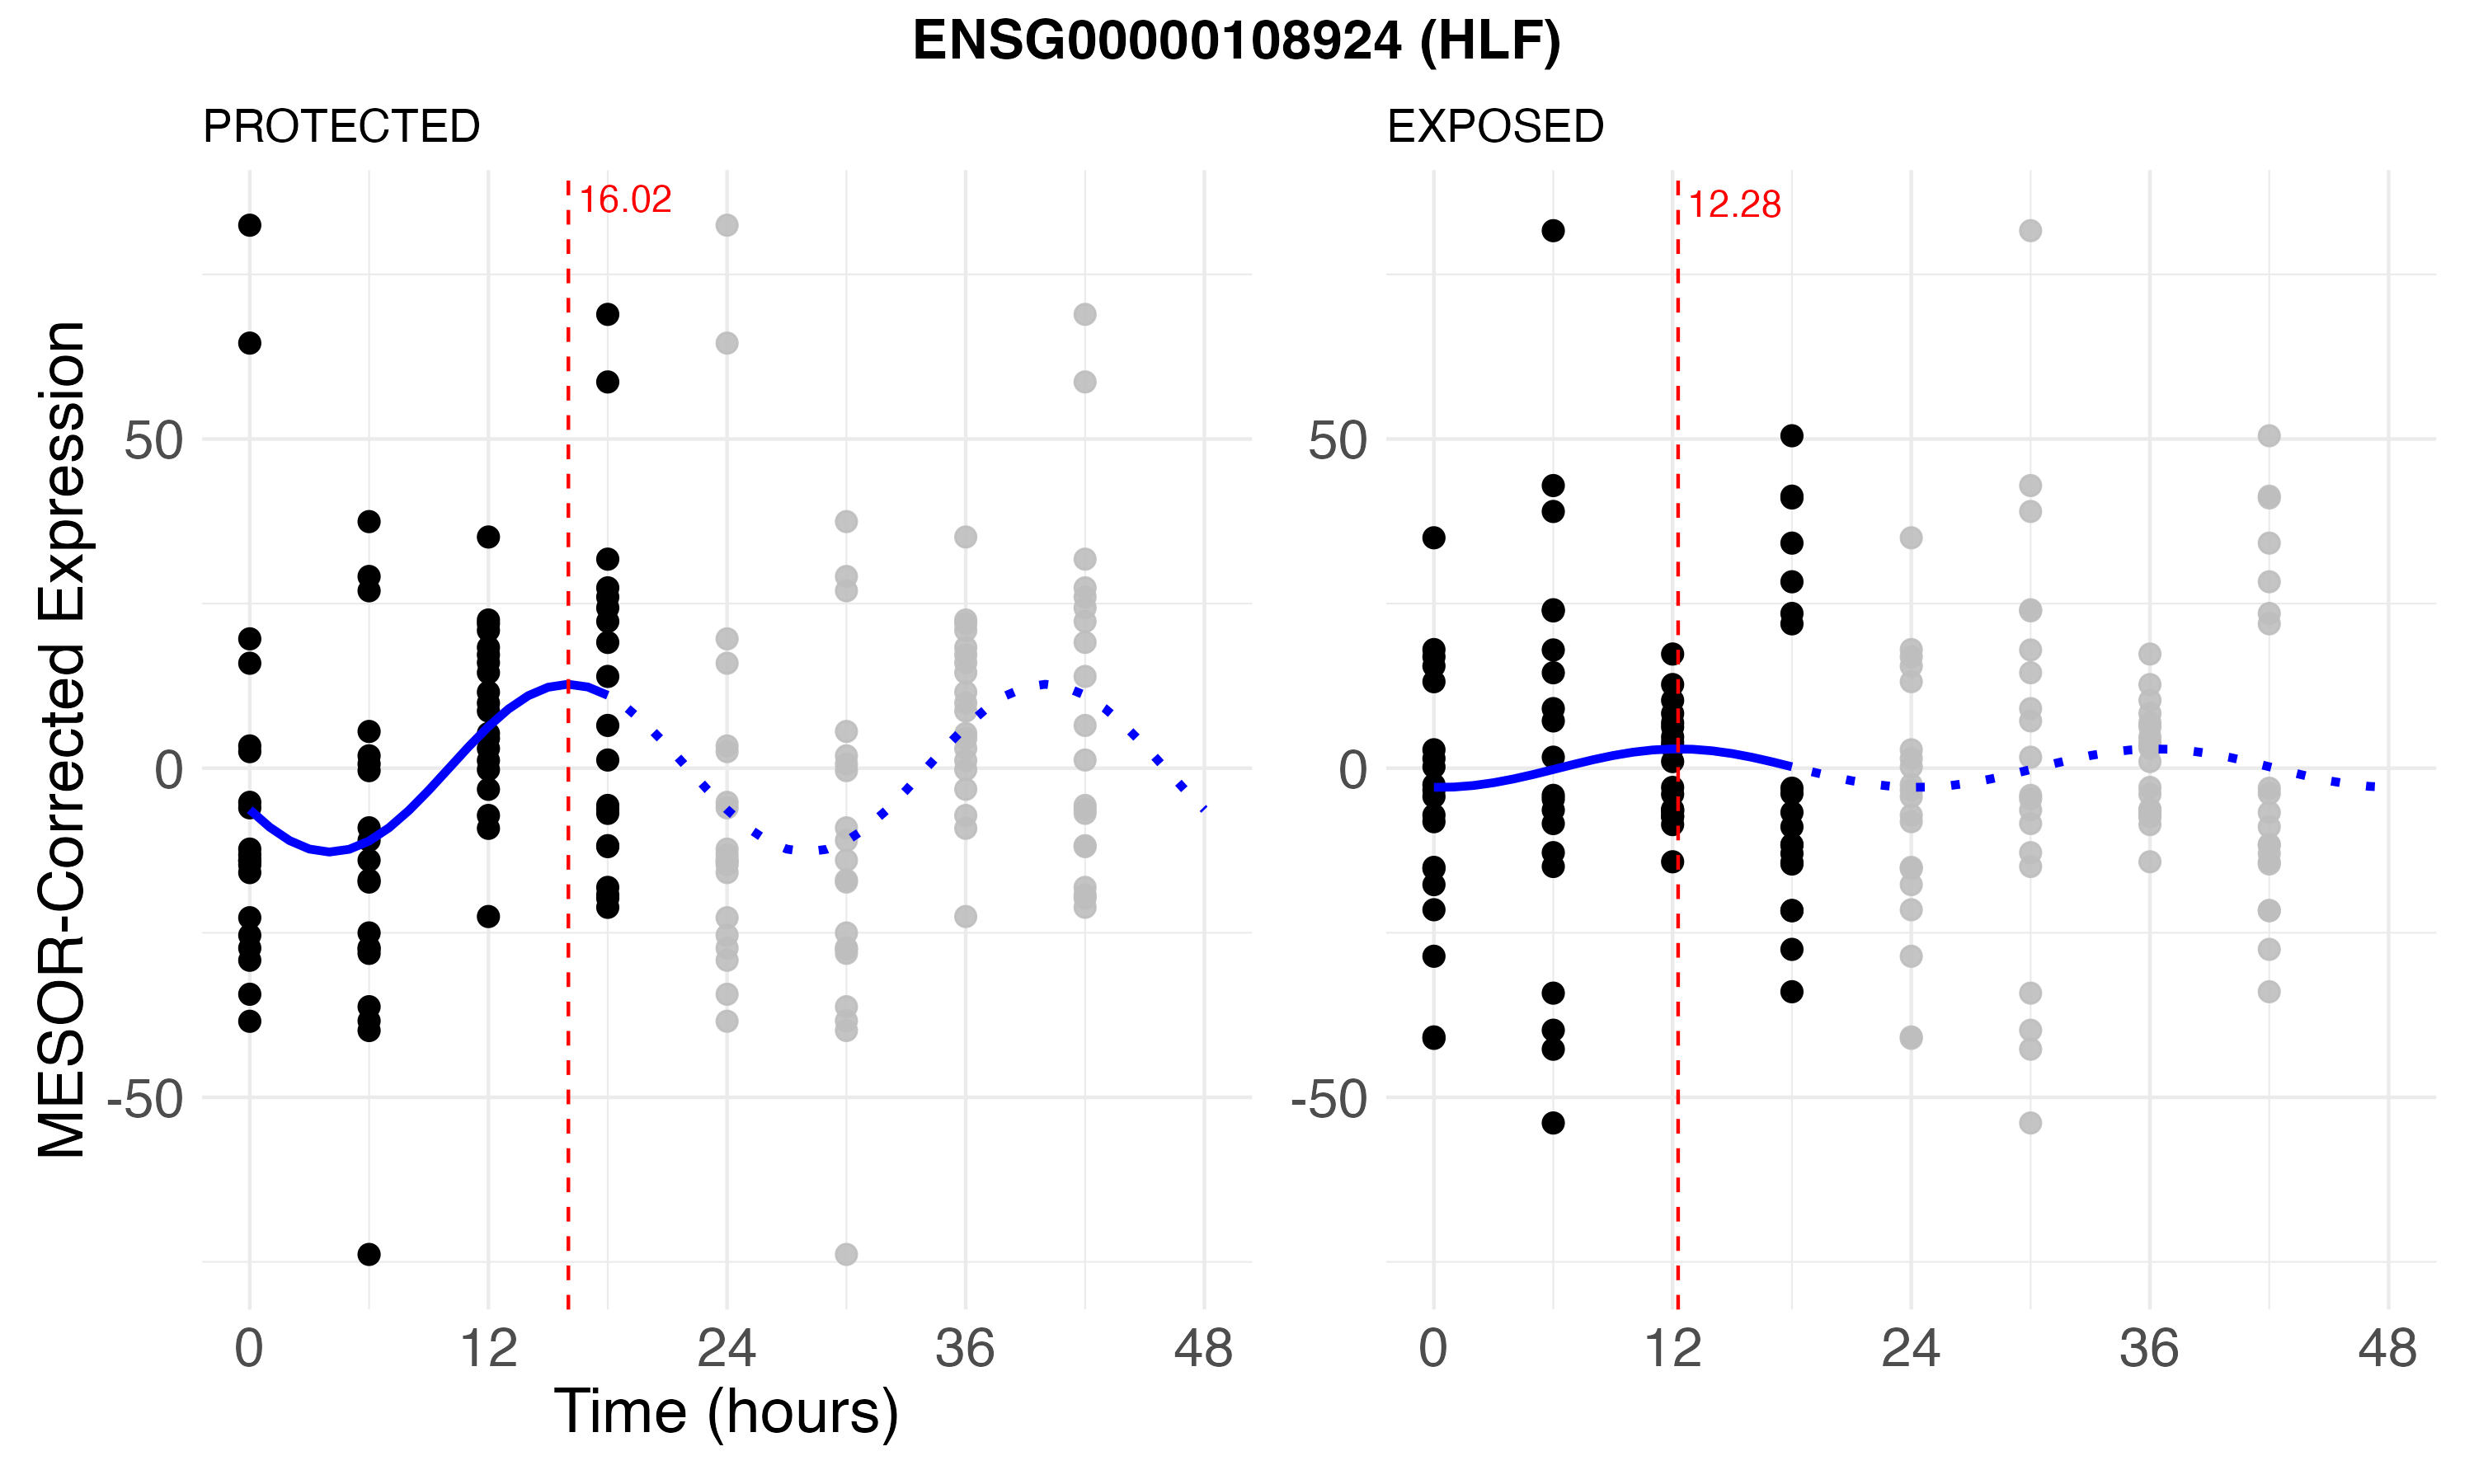 ENSG00000108924 (HLF)
PROTECTED
EXPOSED
16.02
12.28
MESOR-Corrected Expression
50
0
-50
50
0
-50
0 12 24 36 48
0 12 24 36 48
Time (hours)